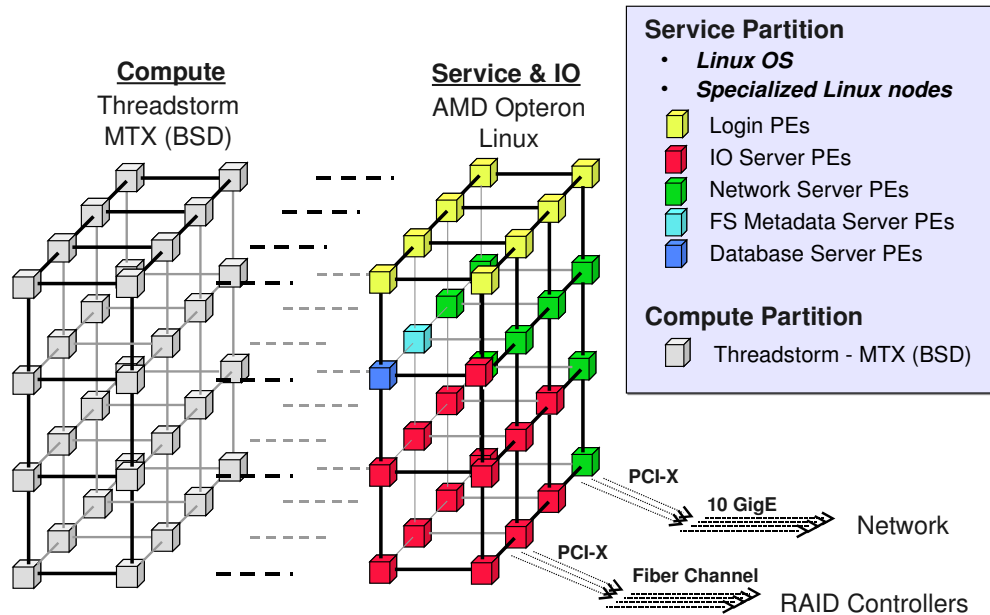 Compute
Threadstorm
MTX (BSD)
Service & IO
AMD Opteron
Linux
Service Partition
• Linux OS
• Specialized Linux nodes
Login PEs
IO Server PEs
Network Server PEs
FS Metadata Server PEs
Database Server PEs
Compute Partition
Threadstorm - MTX (BSD)
PCI-X
10 GigE
Network
PCI-X
Fiber Channel
RAID Controllers